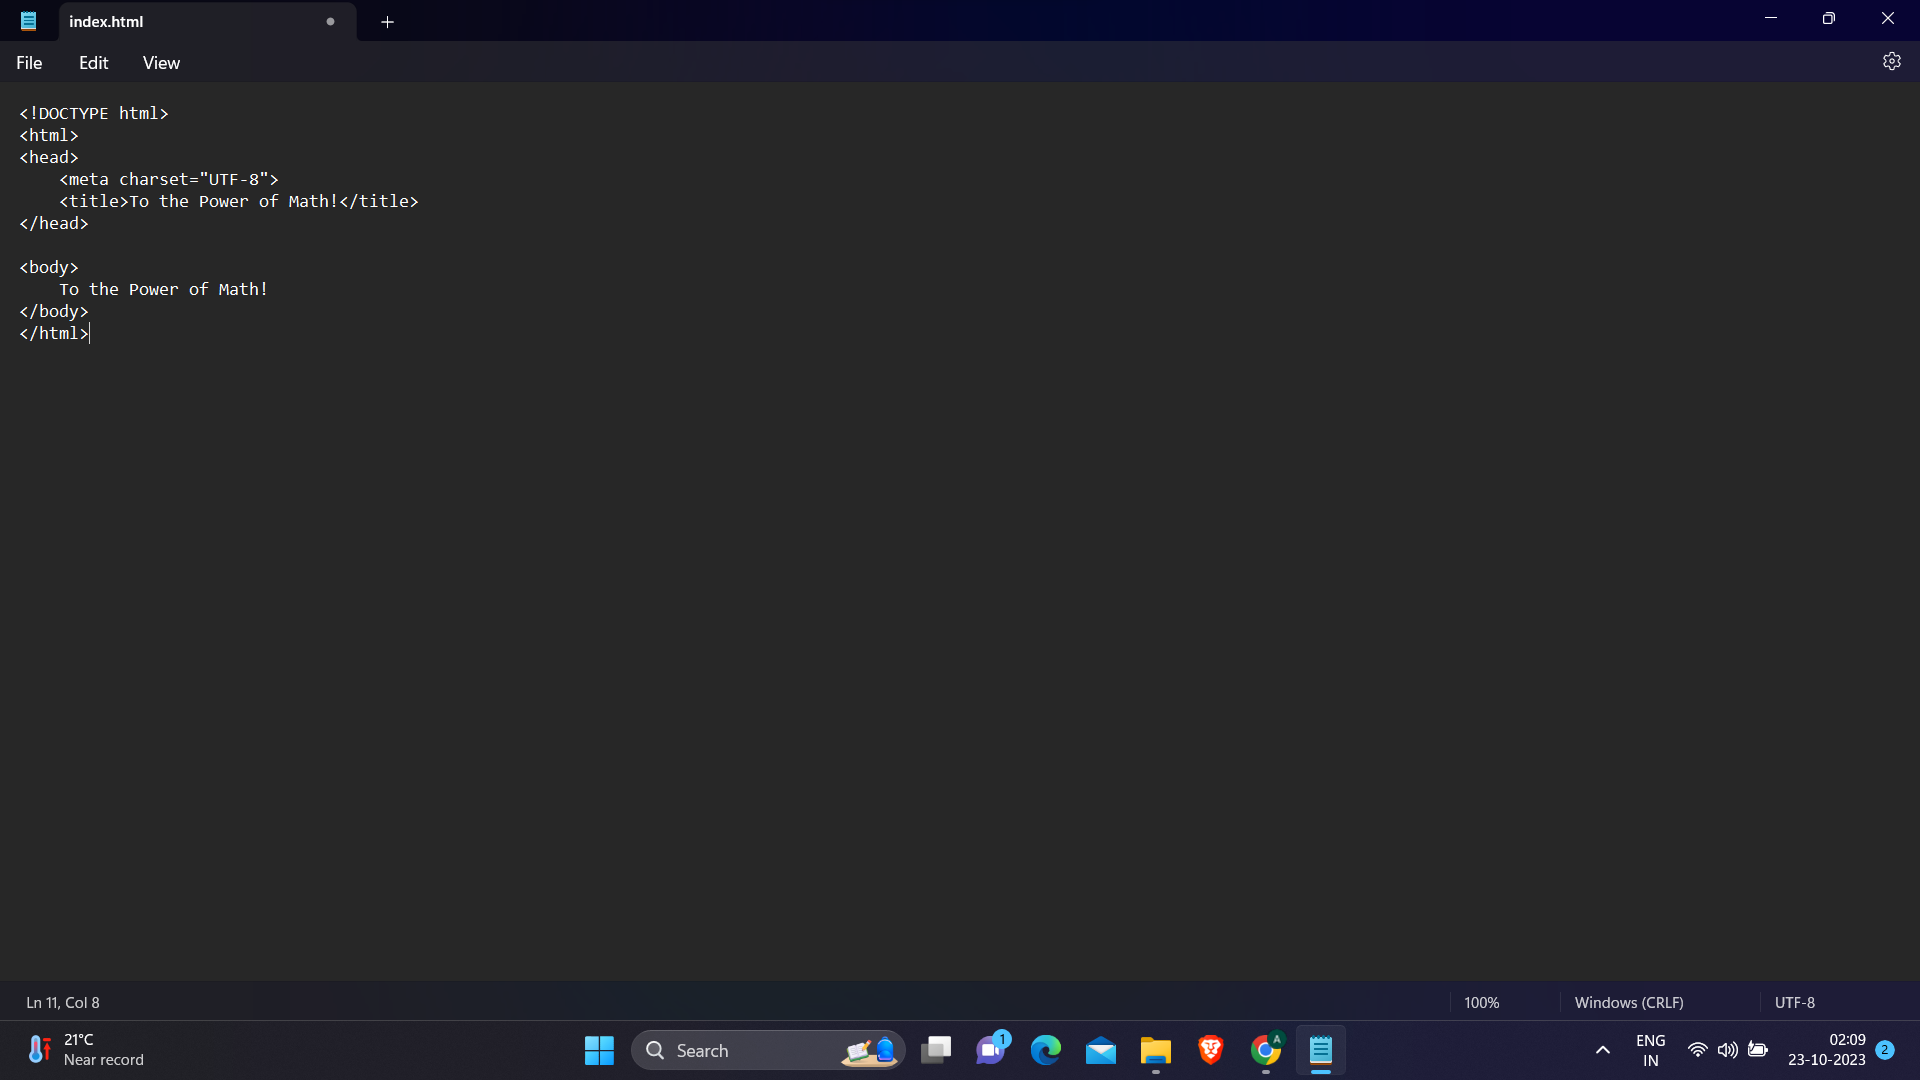 index.html
File Edit View
<!DOCTYPE html>
<html>
<head>
    <meta charset="UTF-8">
    <title>To the Power of Math!</title>
</head>

<body>
    To the Power of Math!
</body>
</html>
Ln 11, Col 8 100% Windows (CRLF) UTF-8
21°C
Near record
Search
1
A
ENG
IN
02:09
23-10-2023
2